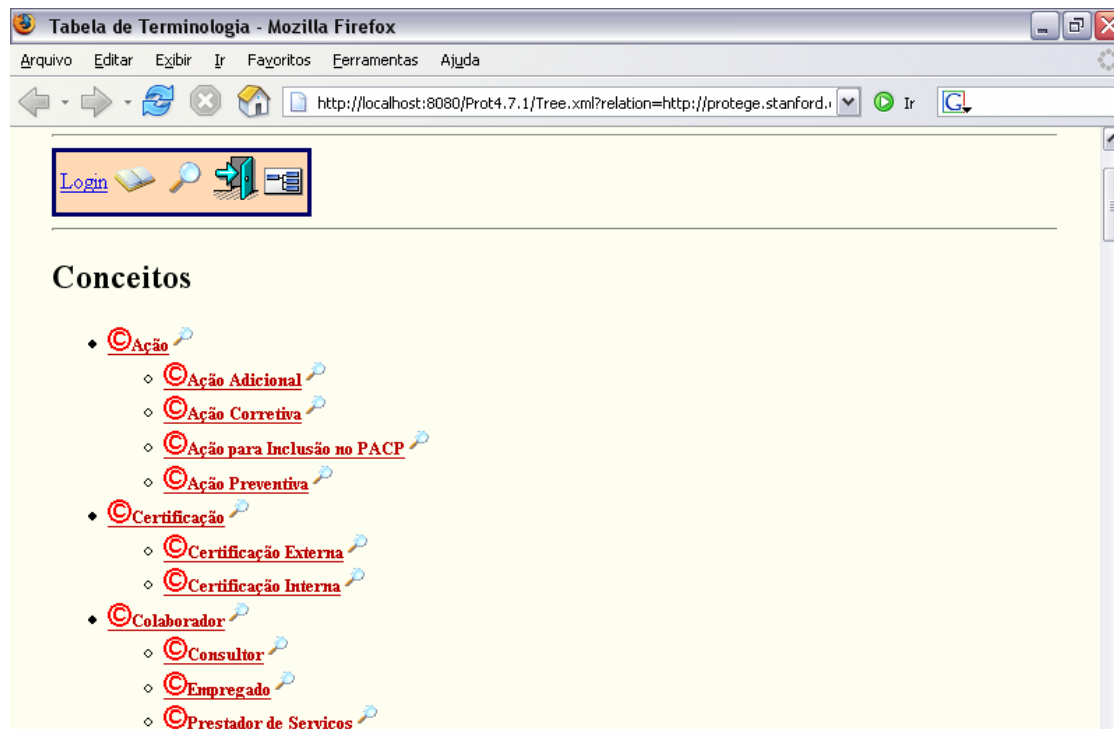 Tabela de Terminologia - Mozilla Firefox
Arquivo Editar Exibir Ir Favoritos Ferramentas Ajuda
http://localhost:8080/Prot4.7.1/Tree.xml?relation=http://protege.stanford. Ir G
Login
Conceitos
©Ação
©Ação Adicional
©Ação Corretiva
©Ação para Inclusão no PACP
©Ação Preventiva
©Certificação
©Certificação Externa
©Certificação Interna
©Colaborador
©Consultor
©Empregado
©Prestador de Serviços